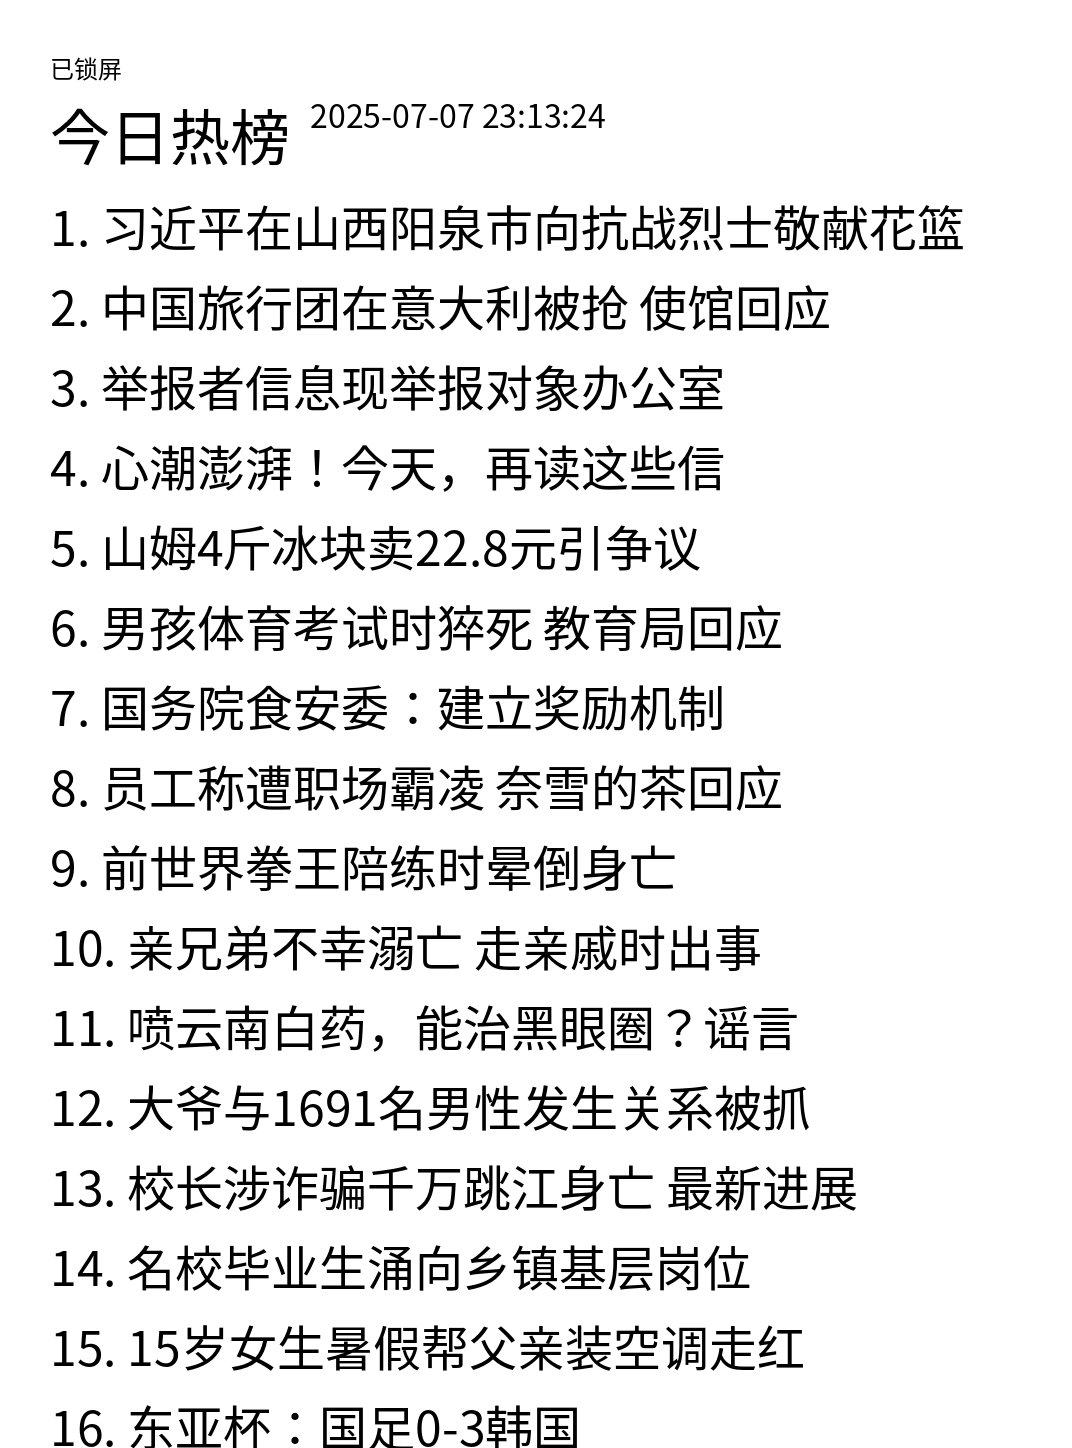 已锁屏
今日热榜 2025-07-07 23:13:24
1. 习近平在山西阳泉市向抗战烈士敬献花篮
2. 中国旅行团在意大利被抢 使馆回应
3. 举报者信息现举报对象办公室
4. 心潮澎湃！今天，再读这些信
5. 山姆4斤冰块卖22.8元引争议
6. 男孩体育考试时猝死 教育局回应
7. 国务院食安委：建立奖励机制
8. 员工称遭职场霸凌 奈雪的茶回应
9. 前世界拳王陪练时晕倒身亡
10. 亲兄弟不幸溺亡 走亲戚时出事
11. 喷云南白药，能治黑眼圈？谣言
12. 大爷与1691名男性发生关系被抓
13. 校长涉诈骗千万跳江身亡 最新进展
14. 名校毕业生涌向乡镇基层岗位
15. 15岁女生暑假帮父亲装空调走红
16. 东亚杯：国足0-3韩国